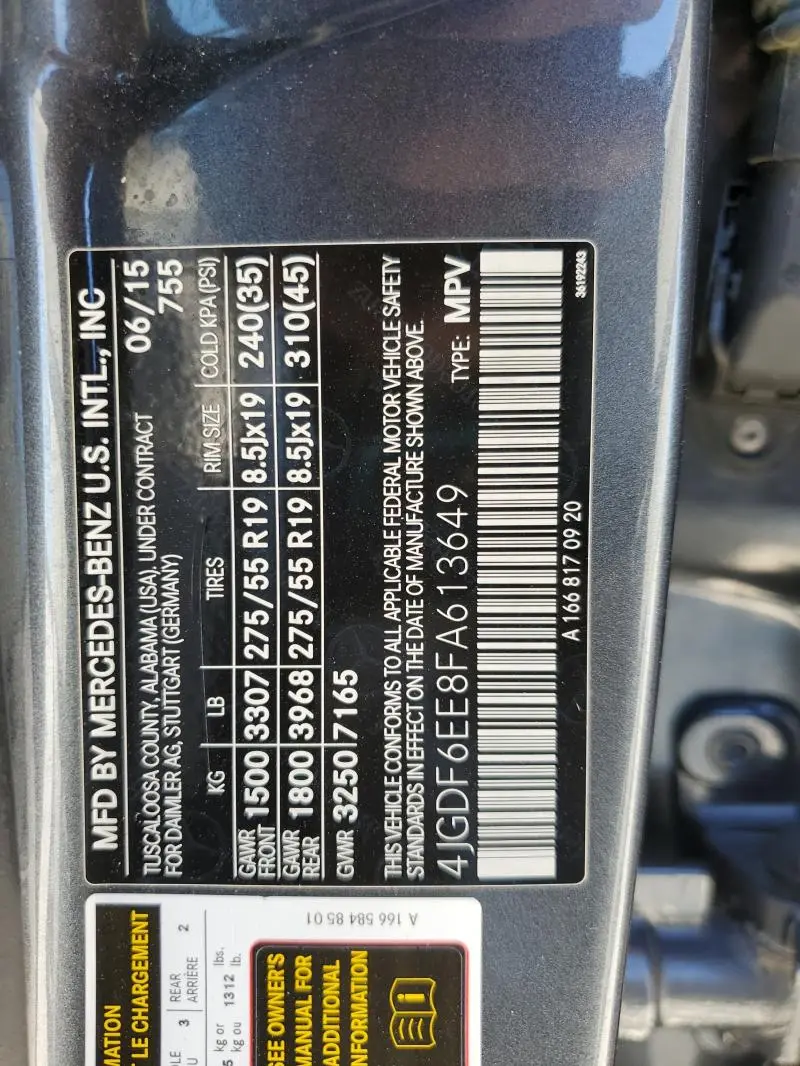 MFD BY MERCEDES-BENZ U.S. INTL., INC
TUSCALOOSA COUNTY, ALABAMA (USA), UNDER CONTRACT 06/15
FOR DAIMLER AG, STUTTGART (GERMANY) 755
KG LB TIRES RIM SIZE COLD KPA (PSI)
GAWR FRONT 1500 3307 275/55 R19 8.5Jx19 240(35)
GAWR REAR 1800 3968 275/55 R19 8.5Jx19 310(45)
GVWR 3250 7165
THIS VEHICLE CONFORMS TO ALL APPLICABLE FEDERAL MOTOR VEHICLE SAFETY
STANDARDS IN EFFECT ON THE DATE OF MANUFACTURE SHOWN ABOVE.
4JGDF6EE8FA613649 TYPE: MPV
A 166 817 09 20
36192243
MATION
T LE CHARGEMENT
3 REAR 2
ARRIÈRE
kg or 1312 lbs.
kg ou lb.
SEE OWNER'S
MANUAL FOR
ADDITIONAL
INFORMATION
A 166 584 85 01